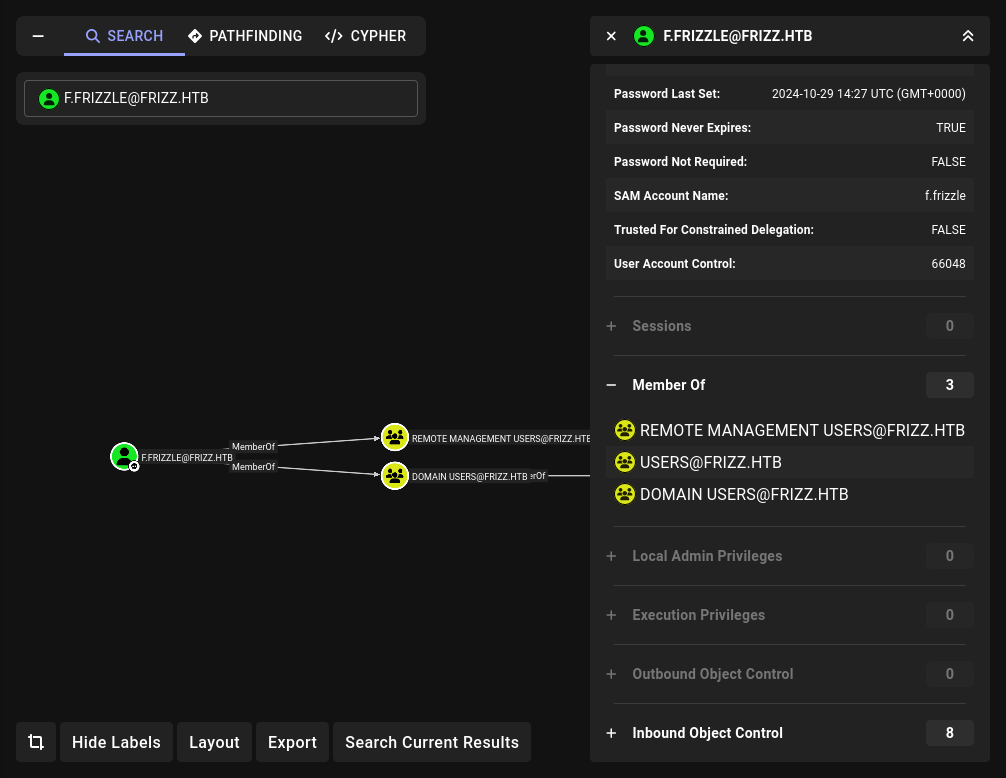 SEARCH PATHFINDING CYPHER
F.FRIZZLE@FRIZZ.HTB
F.FRIZZLE@FRIZZ.HTB
Password Last Set: 2024-10-29 14:27 UTC (GMT+0000)
Password Never Expires: TRUE
Password Not Required: FALSE
SAM Account Name: f.frizzle
Trusted For Constrained Delegation: FALSE
User Account Control: 66048
Sessions 0
Member Of 3
REMOTE MANAGEMENT USERS@FRIZZ.HTB
USERS@FRIZZ.HTB
DOMAIN USERS@FRIZZ.HTB
Local Admin Privileges 0
Execution Privileges 0
Outbound Object Control 0
Inbound Object Control 8
MemberOf
REMOTE MANAGEMENT USERS@FRIZZ.HTB
F.FRIZZLE@FRIZZ.HTB
MemberOf
DOMAIN USERS@FRIZZ.HTB rOf
Hide Labels Layout Export Search Current Results